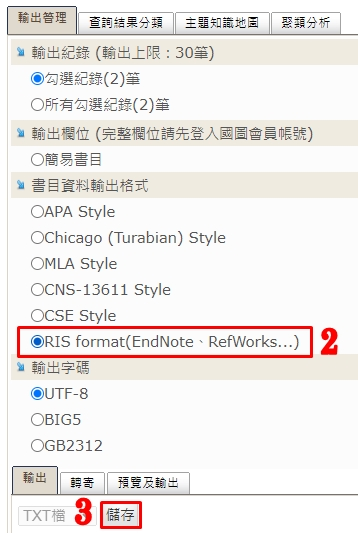 輸出管理 查詢結果分類 主題知識地圖 聚類分析
輸出紀錄 (輸出上限：30筆)
勾選紀錄(2)筆
所有勾選紀錄(2)筆
輸出欄位 (完整欄位請先登入國圖會員帳號)
簡易書目
書目資料輸出格式
APA Style
Chicago (Turabian) Style
MLA Style
CNS-13611 Style
CSE Style
RIS format(EndNote、RefWorks...) 2
輸出字碼
UTF-8
BIG5
GB2312
輸出 轉寄 預覽及輸出
TXT檔 3 儲存